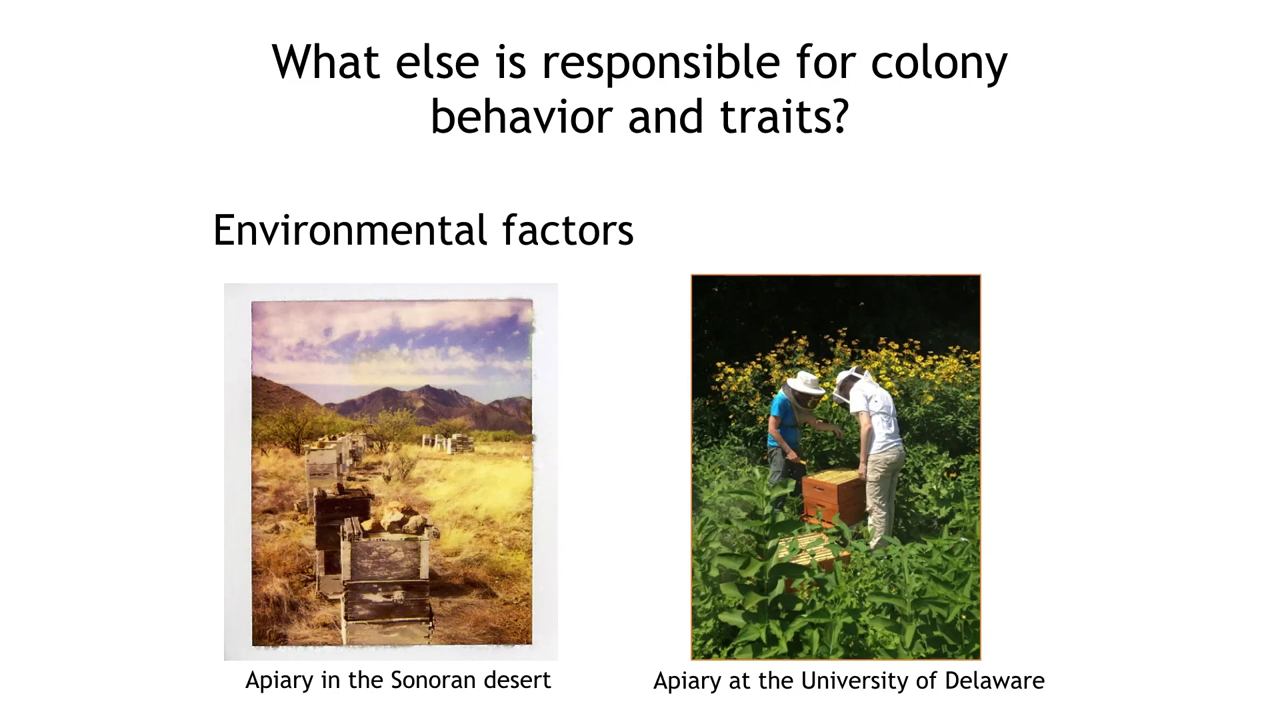 What else is responsible for colony
behavior and traits?
Environmental factors
Apiary in the Sonoran desert
Apiary at the University of Delaware